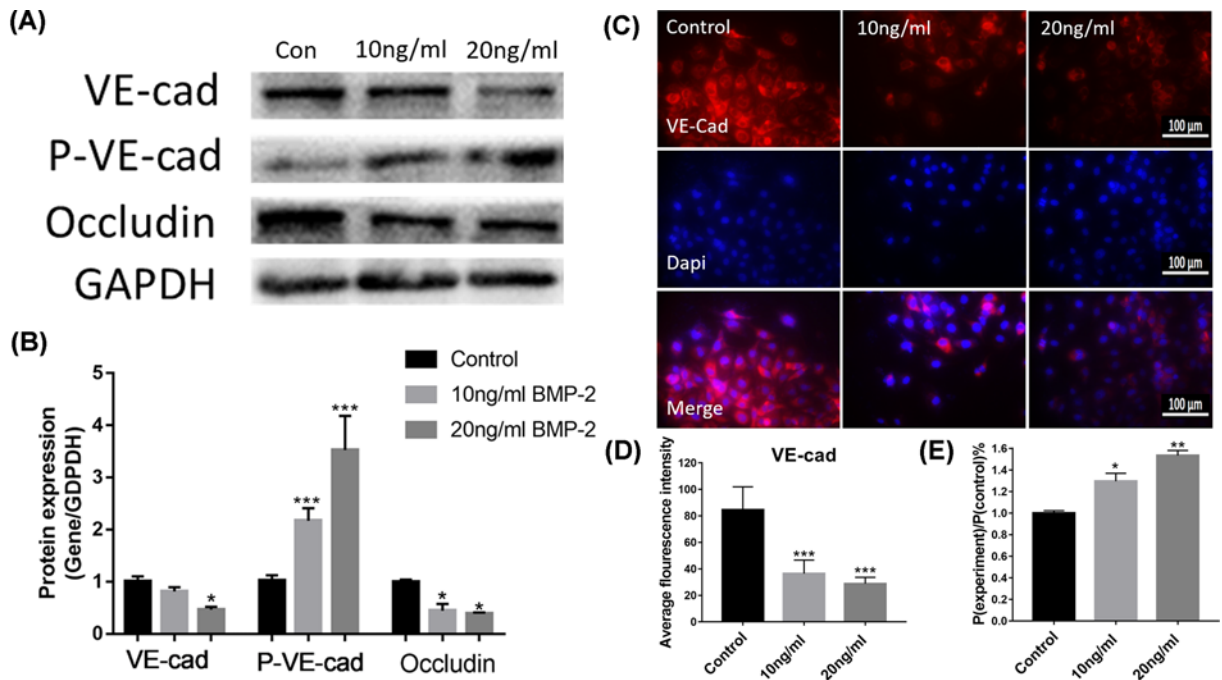 (A)
Con 10ng/ml 20ng/ml
VE-cad
P-VE-cad
Occludin
GAPDH
(B)
Control
10ng/ml BMP-2
20ng/ml BMP-2
Protein expression
(Gene/GDPDH)
5
4
3
2
1
0
*
***
***
*
*
VE-cad P-VE-cad Occludin
(C)
Control 10ng/ml 20ng/ml
VE-Cad
100 μm
Dapi
100 μm
Merge
100 μm
(D)
VE-cad
Average flourescence intensity
120
100
80
60
40
20
0
***
***
Control 10ng/ml 20ng/ml
(E)
P(experiment)/P(control)%
1.6
1.4
1.2
1.0
0.8
0.6
0.4
0.2
0.0
*
**
Control 10ng/ml 20ng/ml